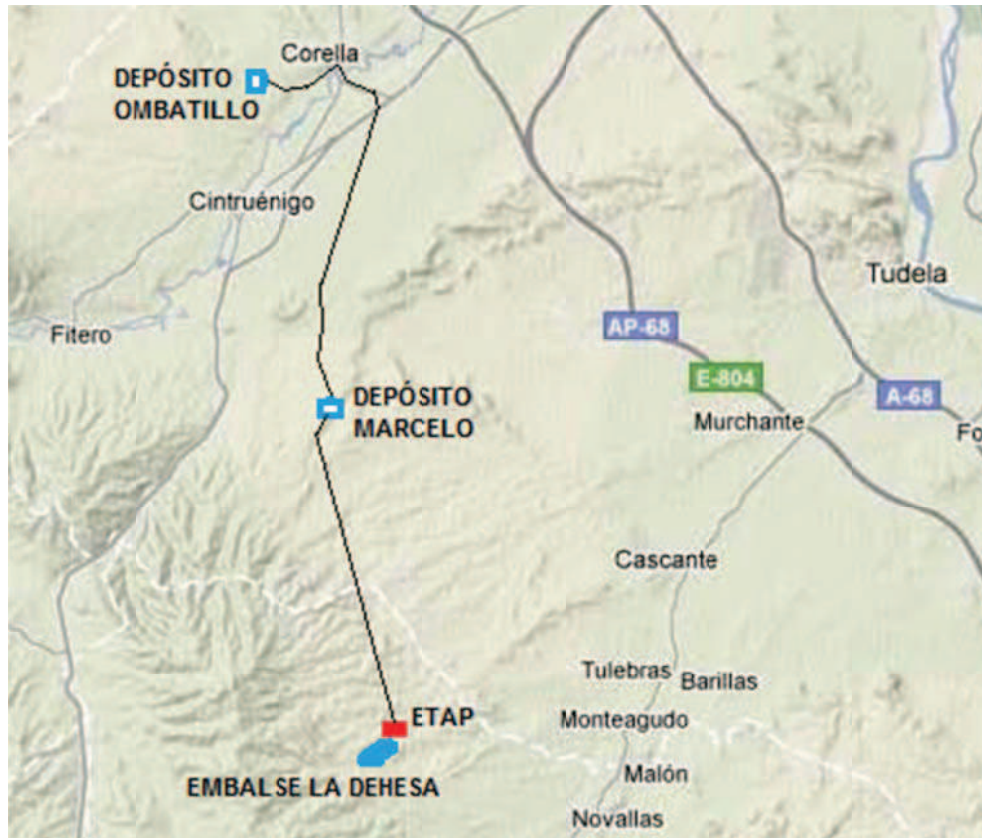 Corella
DEPÓSITO
OMBATILLO
Cintruénigo
Tudela
Fitero
AP-68
E-804
DEPÓSITO
MARCELO
A-68
Murchante
Fo
Cascante
Tulebras
Barillas
ETAP
Monteagudo
EMBALSE LA DEHESA
Malón
Novallas